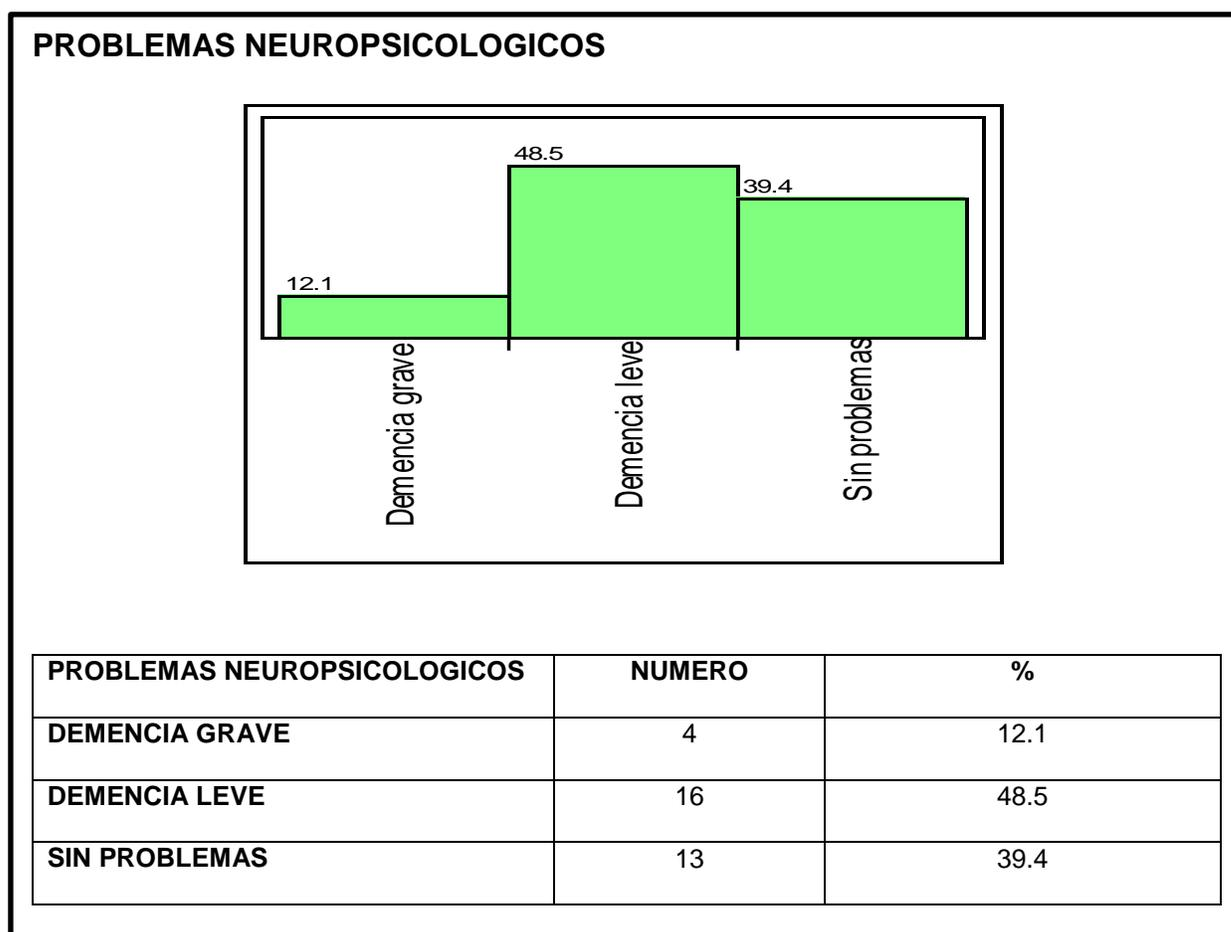 PROBLEMAS NEUROPSICOLOGICOS
48.5
39.4
12.1
Demencia grave
Demencia leve
Sin problemas
PROBLEMAS NEUROPSICOLOGICOS NUMERO %
DEMENCIA GRAVE 4 12.1
DEMENCIA LEVE 16 48.5
SIN PROBLEMAS 13 39.4